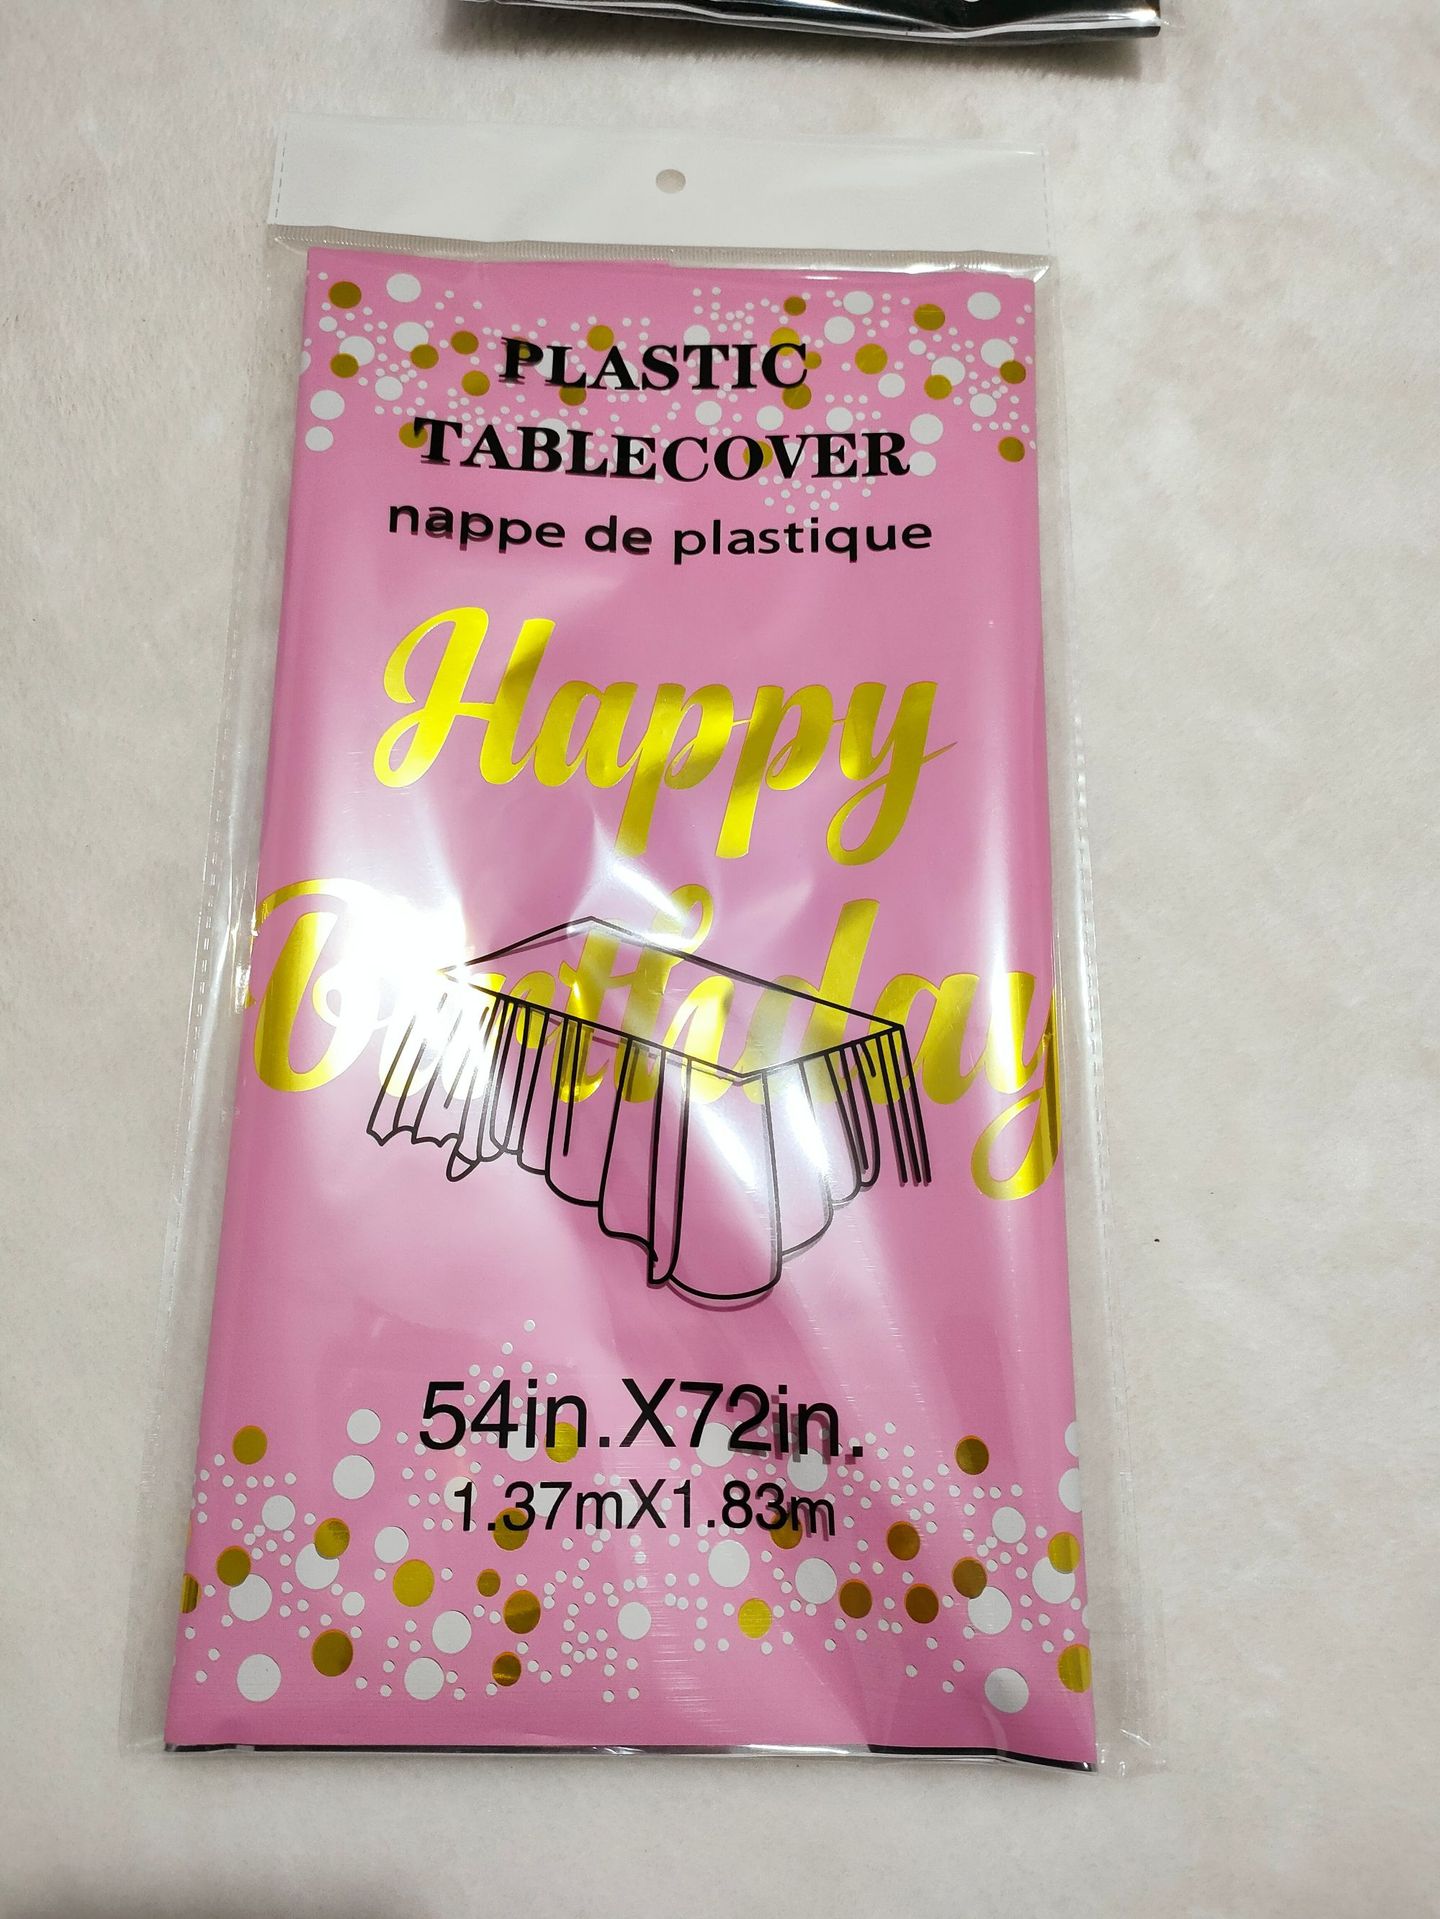 PLASTIC
TABLECOVER
nappe de plastique
Happy
Birthday
54in.X72in.
1.37mX1.83m